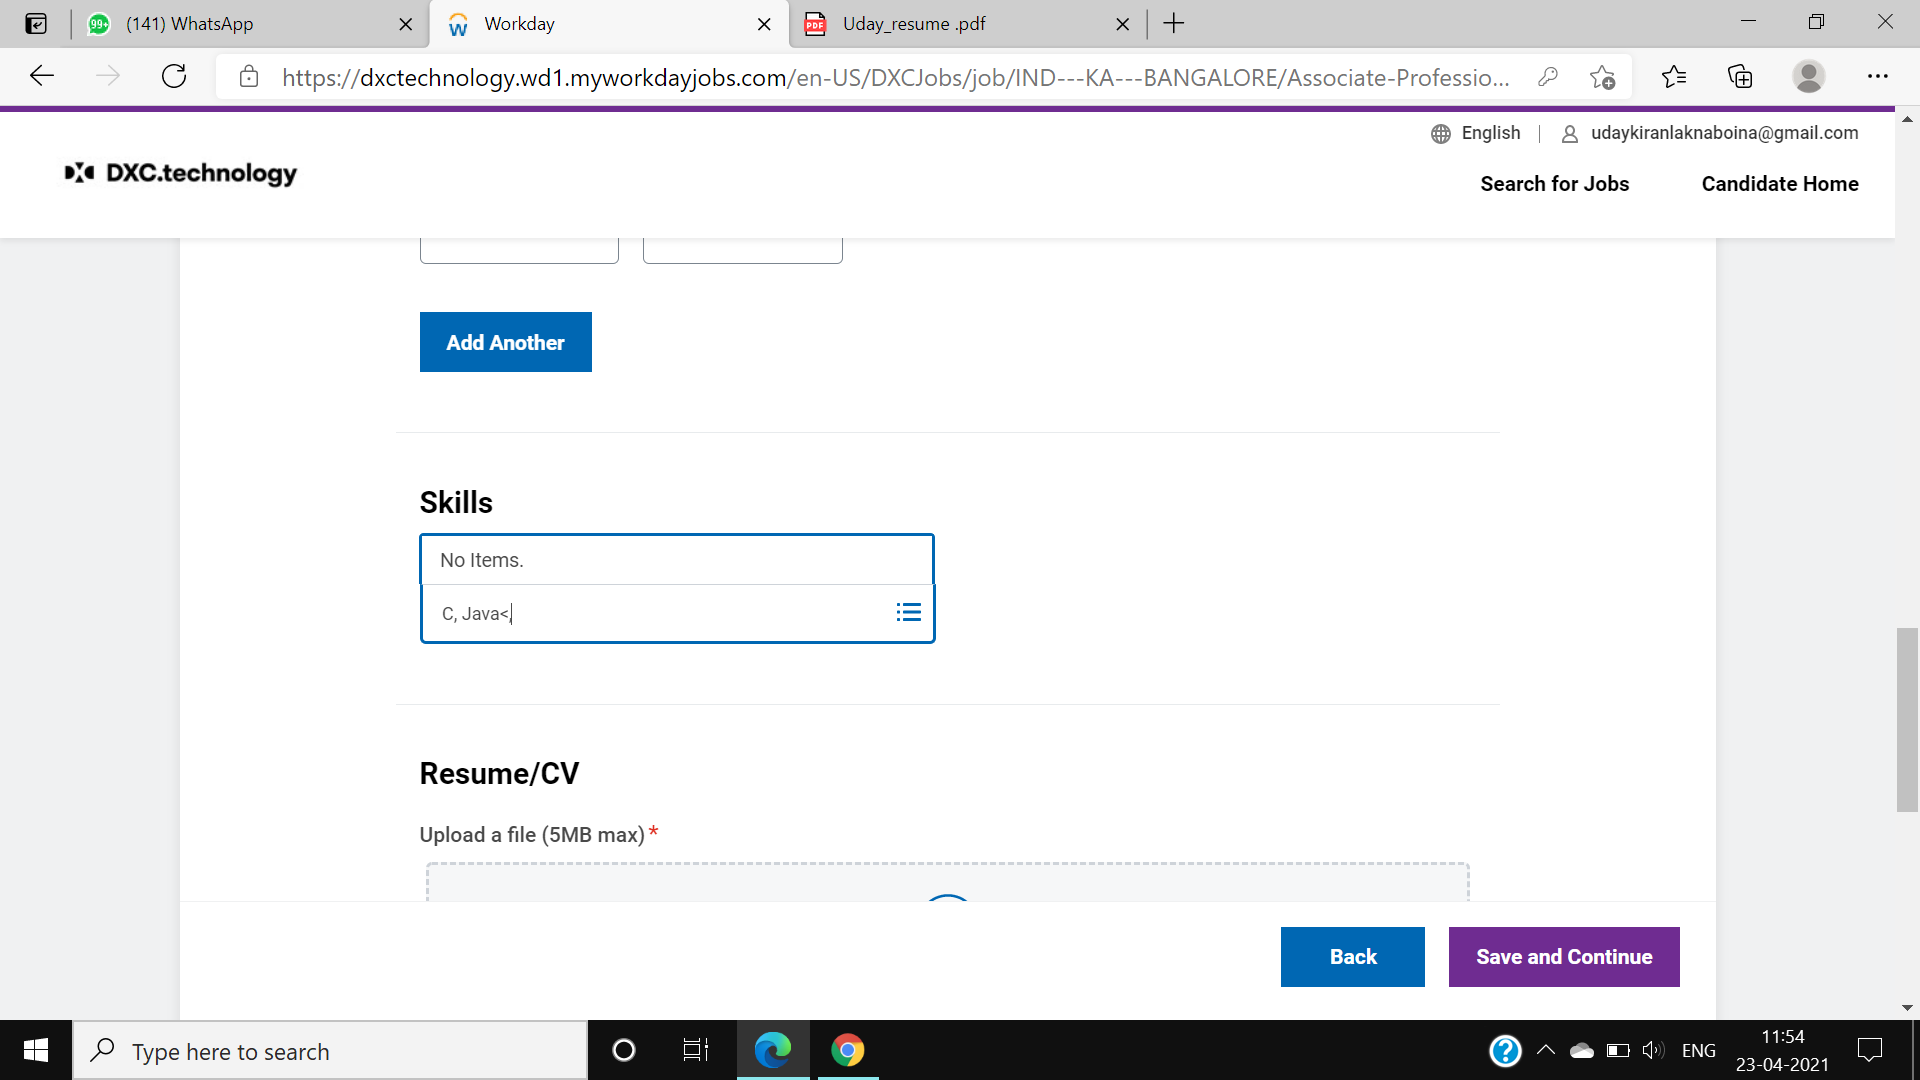 99+ (141) WhatsApp
Workday
PDF Uday_resume .pdf
https://dxctechnology.wd1.myworkdayjobs.com/en-US/DXCJobs/job/IND---KA---BANGALORE/Associate-Professio...
English | udaykiranlaknaboina@gmail.com
DXC.technology
Search for Jobs Candidate Home
Add Another
Skills
No Items.
C, Java<,
Resume/CV
Upload a file (5MB max)*
Back Save and Continue
Type here to search
ENG
11:54
23-04-2021